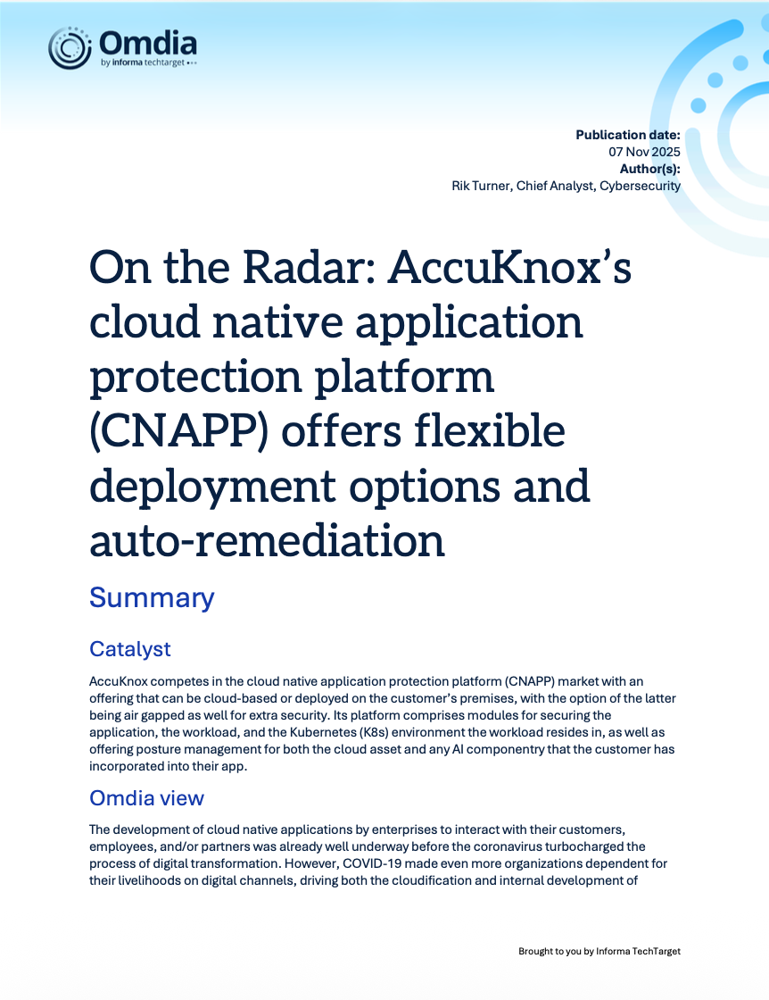 Omdia
by informa techtarget
Publication date:
07 Nov 2025
Author(s):
Rik Turner, Chief Analyst, Cybersecurity
On the Radar: AccuKnox’s
cloud native application
protection platform
(CNAPP) offers flexible
deployment options and
auto-remediation
Summary
Catalyst
AccuKnox competes in the cloud native application protection platform (CNAPP) market with an
offering that can be cloud-based or deployed on the customer’s premises, with the option of the latter
being air gapped as well for extra security. Its platform comprises modules for securing the
application, the workload, and the Kubernetes (K8s) environment the workload resides in, as well as
offering posture management for both the cloud asset and any AI componentry that the customer has
incorporated into their app.
Omdia view
The development of cloud native applications by enterprises to interact with their customers,
employees, and/or partners was already well underway before the coronavirus turbocharged the
process of digital transformation. However, COVID-19 made even more organizations dependent for
their livelihoods on digital channels, driving both the cloudification and internal development of
Brought to you by Informa TechTarget